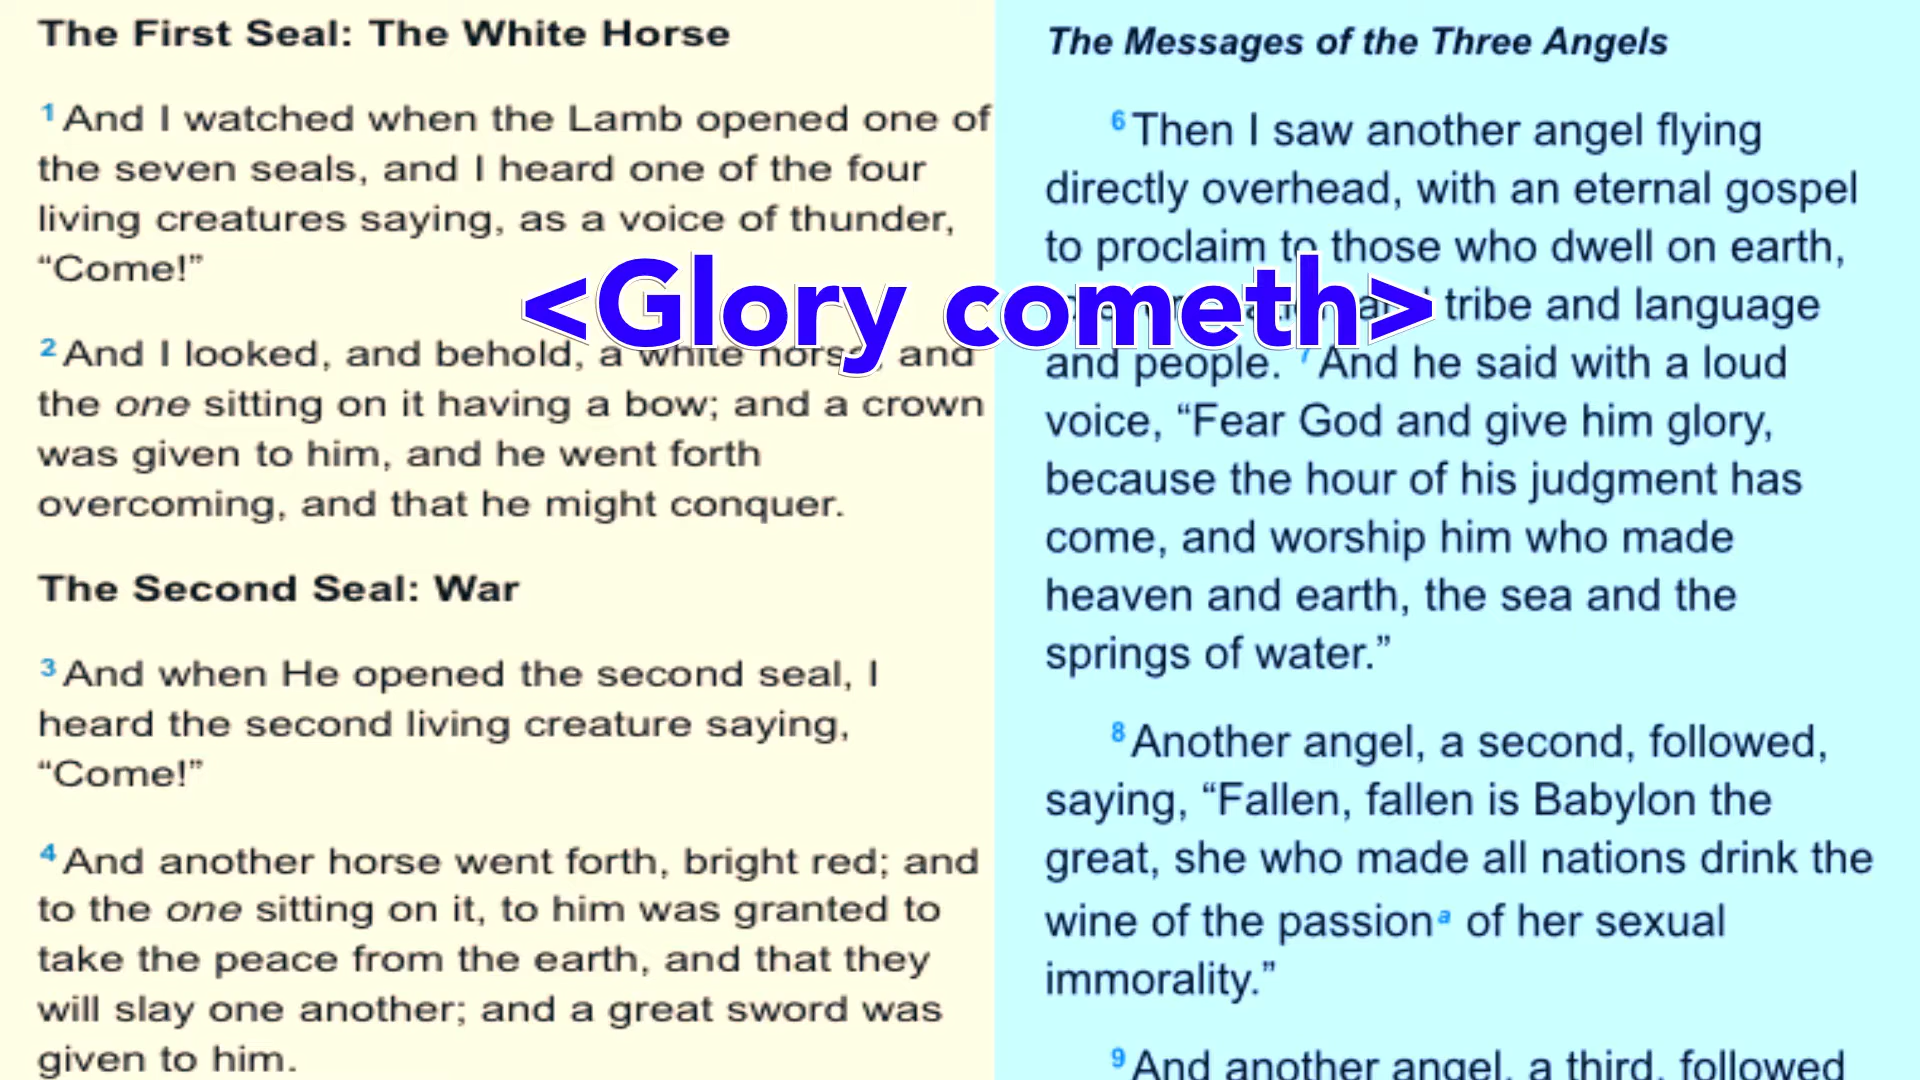 The First Seal: The White Horse
1 And I watched when the Lamb opened one of
the seven seals, and I heard one of the four
living creatures saying, as a voice of thunder,
“Come!”
2 And I looked, and behold, a white horse, and
the one sitting on it having a bow; and a crown
was given to him, and he went forth
overcoming, and that he might conquer.
The Second Seal: War
3 And when He opened the second seal, I
heard the second living creature saying,
“Come!”
4 And another horse went forth, bright red; and
to the one sitting on it, to him was granted to
take the peace from the earth, and that they
will slay one another; and a great sword was
given to him.
<Glory cometh>
The Messages of the Three Angels
6 Then I saw another angel flying
directly overhead, with an eternal gospel
to proclaim to those who dwell on earth,
tribe and language
and people. 7 And he said with a loud
voice, “Fear God and give him glory,
because the hour of his judgment has
come, and worship him who made
heaven and earth, the sea and the
springs of water.”
8 Another angel, a second, followed,
saying, “Fallen, fallen is Babylon the
great, she who made all nations drink the
wine of the passion a of her sexual
immorality.”
9 And another angel, a third, followed